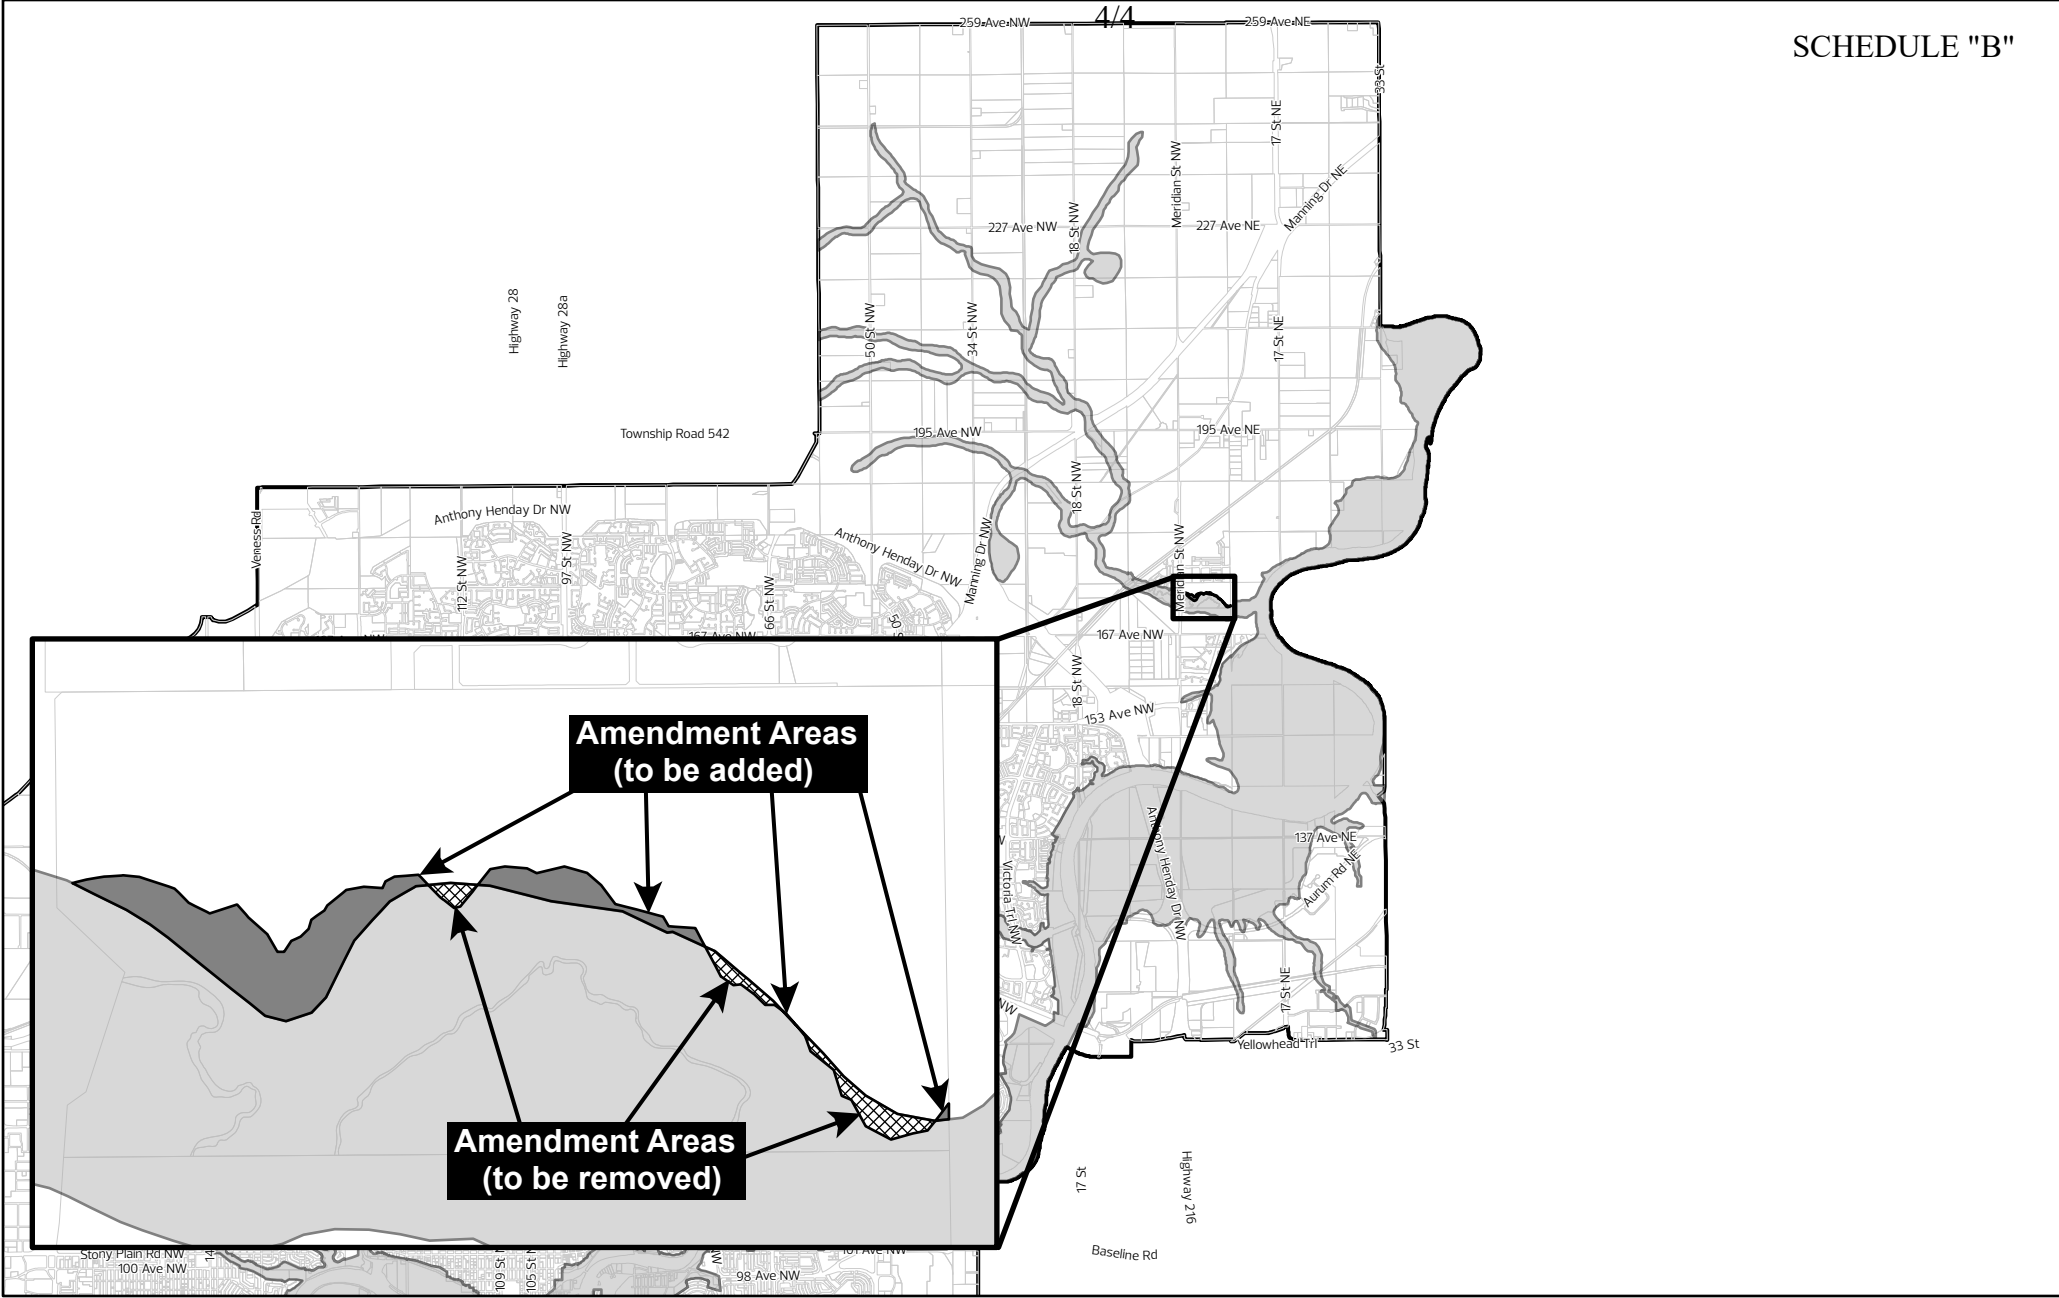 4/4
SCHEDULE "B"
259 Ave NW
259 Ave NE
33 St
17 St NE
Meridian St NW
Manning Dr NE
18 St NW
227 Ave NW
227 Ave NE
Highway 28
Highway 28a
50 St NW
34 St NW
17 St NE
Township Road 542
195 Ave NW
195 Ave NE
Veness Rd
Anthony Henday Dr NW
112 St NW
97 St NW
66 St NW
Anthony Henday Dr NW
Manning Dr NW
18 St NW
Meridian St NW
50 S
167 Ave NW
167 Ave NW
18 St NW
153 Ave NW
Amendment Areas
(to be added)
Victoria Trl NW
Anthony Henday Dr NW
137 Ave NE
Aurum Rd NE
17 St NE
NW
Yellowhead Trl
33 St
Amendment Areas
(to be removed)
17 St
Highway 216
Baseline Rd
Stony Plain Rd NW
100 Ave NW
14
109 St N
105 St N
NW
101 Ave NW
98 Ave NW